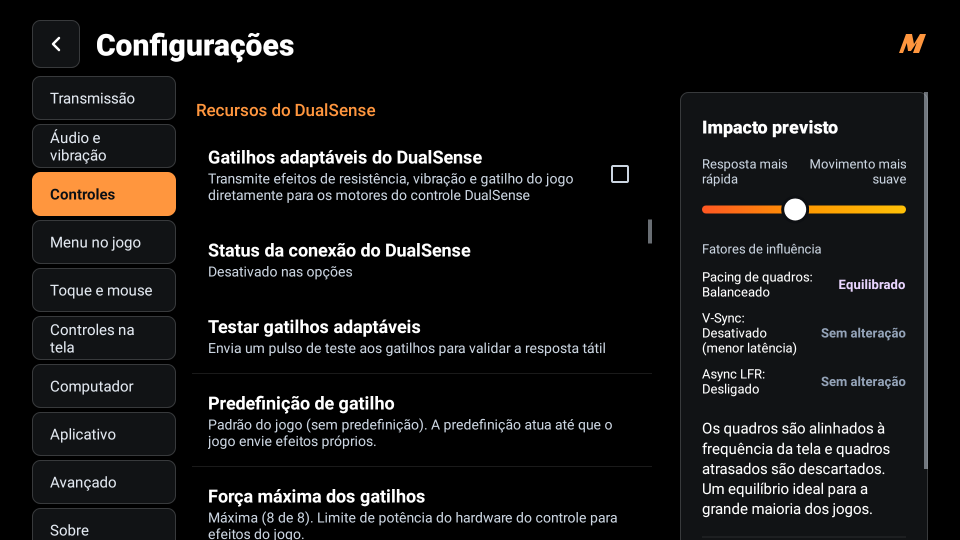 Configurações
M
Transmissão
Áudio e
vibração
Controles
Menu no jogo
Toque e mouse
Controles na
tela
Computador
Aplicativo
Avançado
Sobre
Recursos do DualSense
Gatilhos adaptáveis do DualSense
Transmite efeitos de resistência, vibração e gatilho do jogo
diretamente para os motores do controle DualSense
Status da conexão do DualSense
Desativado nas opções
Testar gatilhos adaptáveis
Envia um pulso de teste aos gatilhos para validar a resposta tátil
Predefinição de gatilho
Padrão do jogo (sem predefinição). A predefinição atua até que o
jogo envie efeitos próprios.
Força máxima dos gatilhos
Máxima (8 de 8). Limite de potência do hardware do controle para
efeitos do jogo.
Impacto previsto
Resposta mais
rápida
Movimento mais
suave
Fatores de influência
Pacing de quadros:
Balanceado
Equilibrado
V-Sync:
Desativado
(menor latência)
Sem alteração
Async LFR:
Desligado
Sem alteração
Os quadros são alinhados à
frequência da tela e quadros
atrasados são descartados.
Um equilíbrio ideal para a
grande maioria dos jogos.